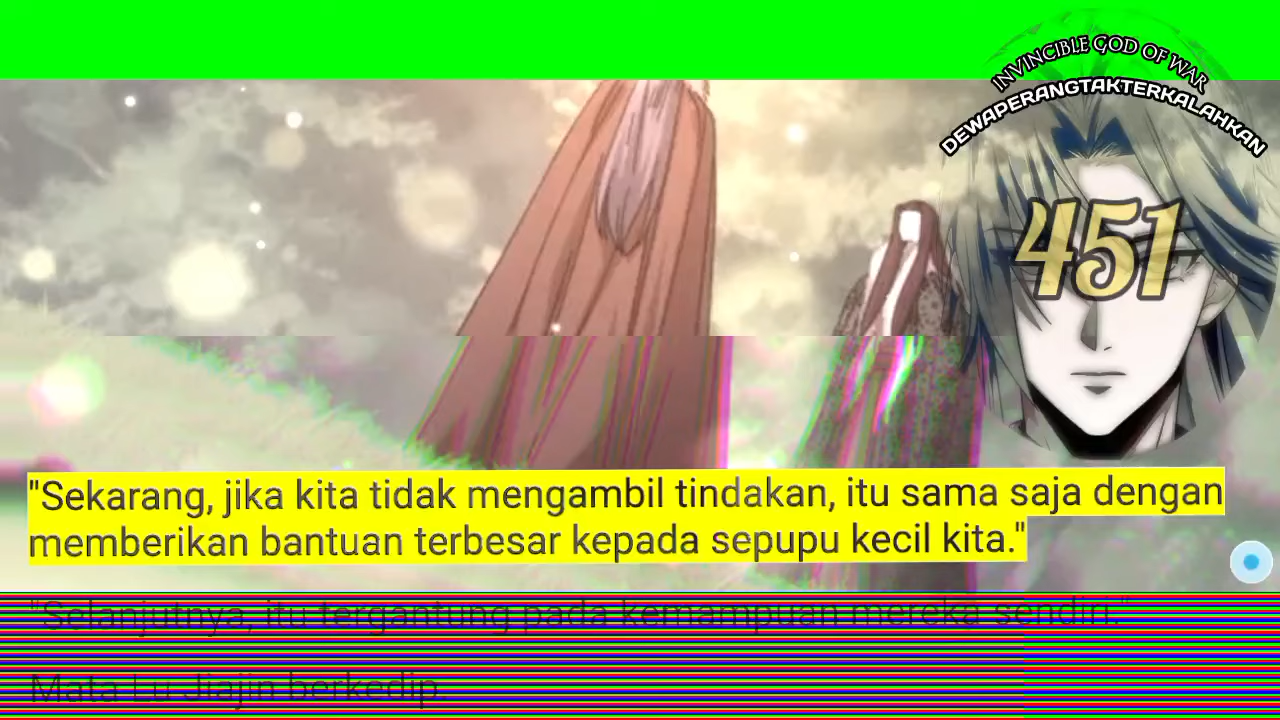 INVINCIBLE GOD OF WAR
DEWAPERANGTAKTERKALAHKAN
451
"Sekarang, jika kita tidak mengambil tindakan, itu sama saja dengan
memberikan bantuan terbesar kepada sepupu kecil kita."
"Selanjutnya, itu tergantung pada kemampuan mereka sendiri."
Mata Lu Jiajin berkedip.